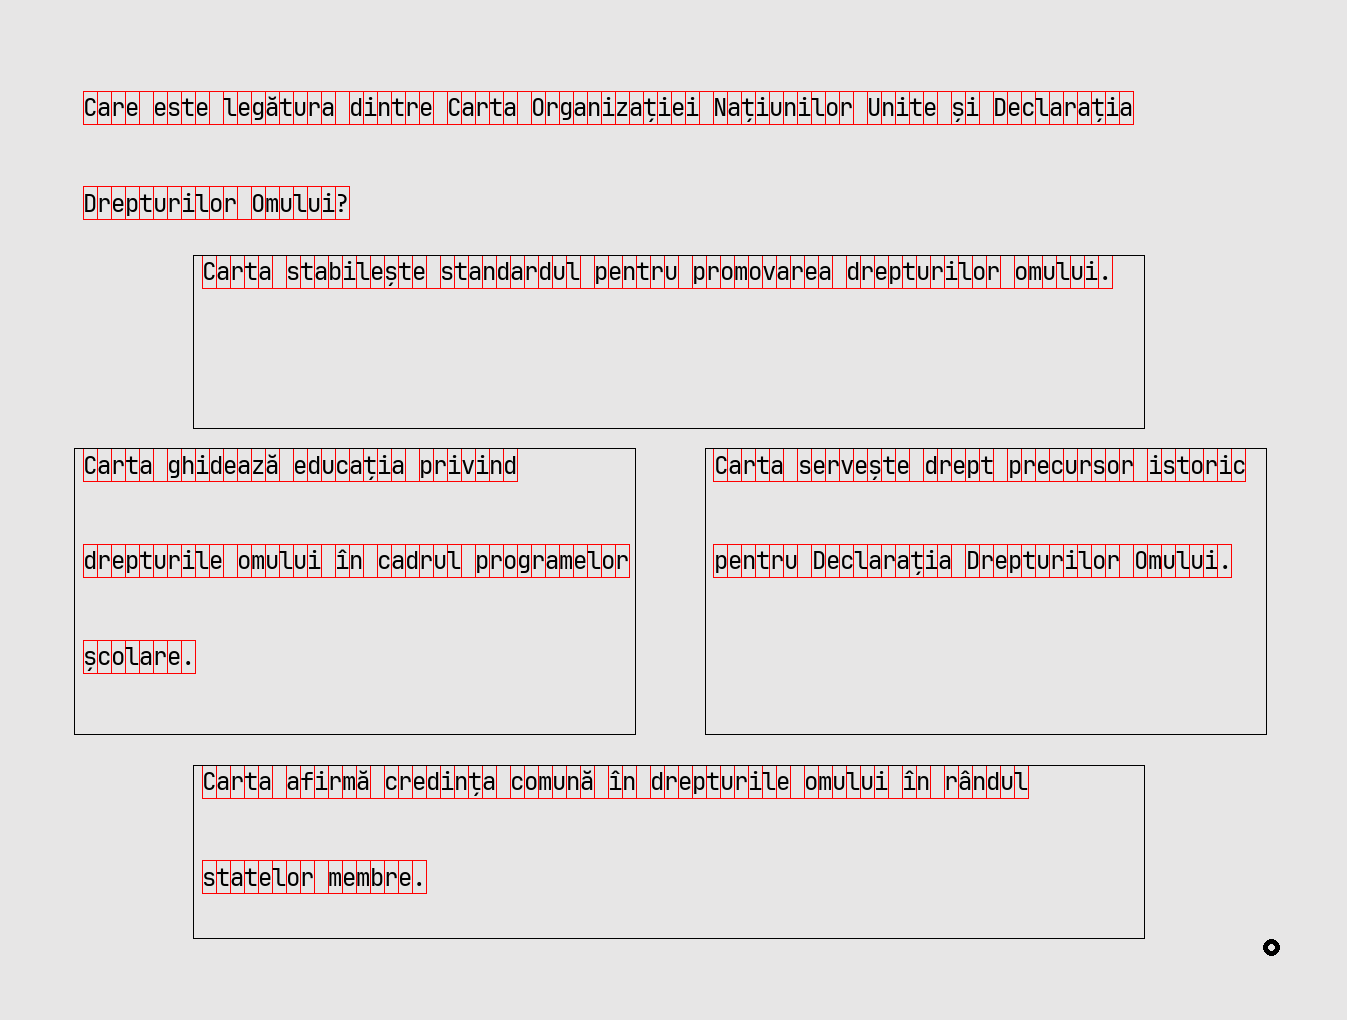 Care este legătura dintre Carta Organizației Națiunilor Unite și Declarația
Drepturilor Omului?
Carta stabilește standardul pentru promovarea drepturilor omului.
Carta ghidează educația privind
drepturile omului în cadrul programelor
școlare.
Carta servește drept precursor istoric
pentru Declarația Drepturilor Omului.
Carta afirmă credința comună în drepturile omului în rândul
statelor membre.